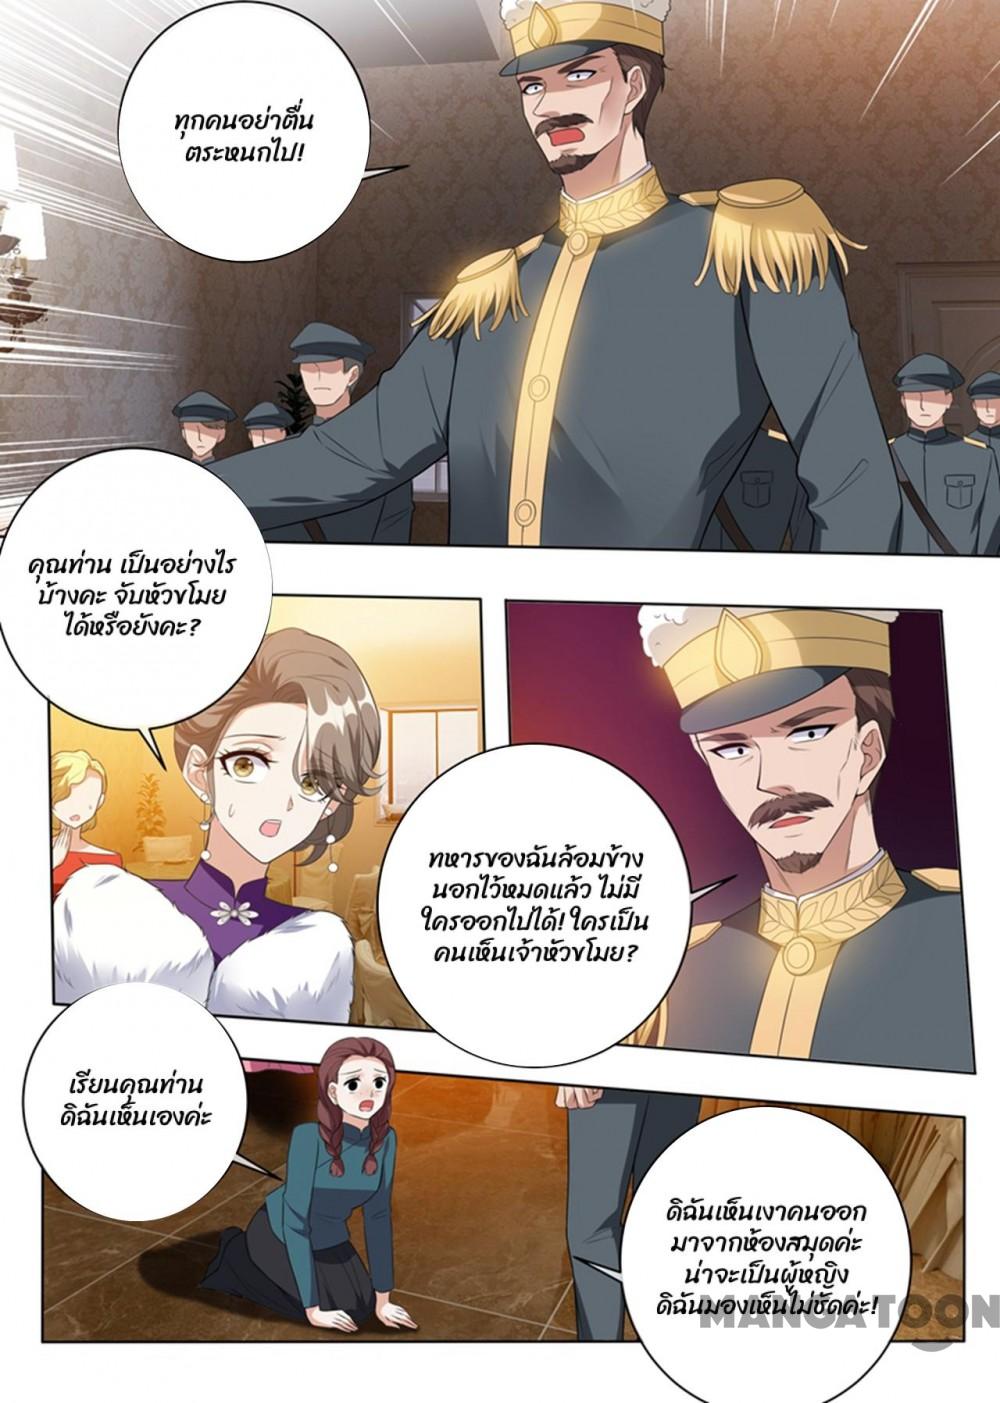 ทุกคนอย่าตื่น
ตระหนกไป!
คุณท่าน เป็นอย่างไร
บ้างคะ จับหัวขโมย
ได้หรือยังคะ?
ทหารของฉันล้อมข้าง
นอกไว้หมดแล้ว ไม่มี
ใครออกไปได้! ใครเป็น
คนเห็นเจ้าหัวขโมย?
เรียนคุณท่าน
ดิฉันเห็นเองค่ะ
ดิฉันเห็นเงาคนออก
มาจากห้องสมุดค่ะ
น่าจะเป็นผู้หญิง
ดิฉันมองเห็นไม่ชัดค่ะ!
MANGATOON